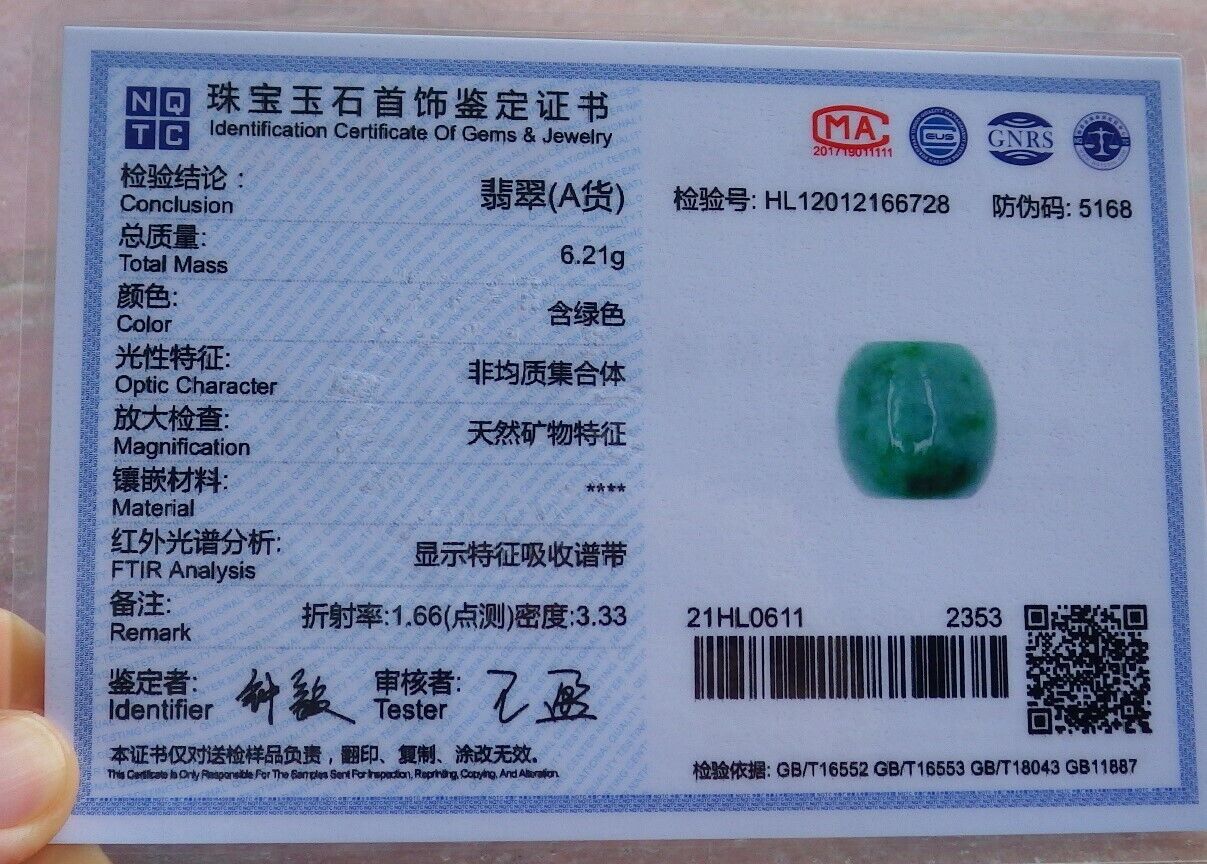 NQ
TC
珠宝玉石首饰鉴定证书
Identification Certificate Of Gems & Jewelry
MA
201719011111
EUS
GNRS
检验结论：
Conclusion
翡翠(A货)
检验号: HL12012166728 防伪码: 5168
总质量:
Total Mass
6.21g
颜色:
Color
含绿色
光性特征:
Optic Character
非均质集合体
放大检查:
Magnification
天然矿物特征
镶嵌材料:
Material
****
红外光谱分析:
FTIR Analysis
显示特征吸收谱带
备注:
Remark
折射率:1.66(点测)密度:3.33
21HL0611 2353
鉴定者:
Identifier
审核者:
Tester
本证书仅对送检样品负责，翻印、复制、涂改无效。
This Certificate Is Only Responsible For The Samples Sent For Inspection, Reprinting, Copying, And Alteration.
检验依据: GB/T16552 GB/T16553 GB/T18043 GB11887